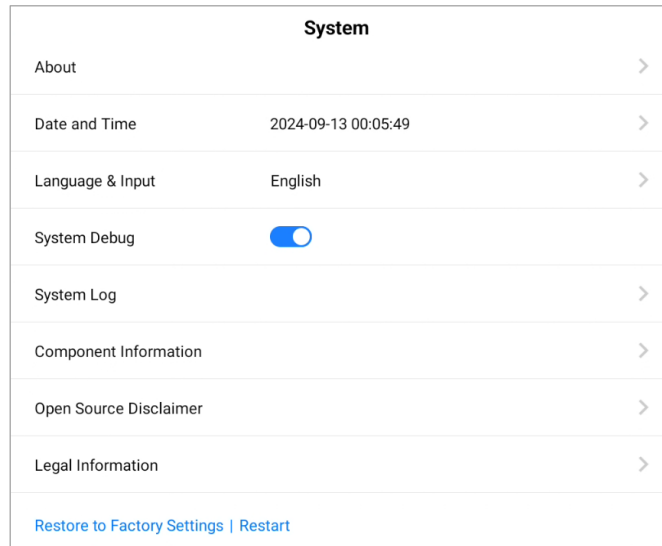 System
About
Date and Time 2024-09-13 00:05:49
Language & Input English
System Debug
System Log
Component Information
Open Source Disclaimer
Legal Information
Restore to Factory Settings | Restart